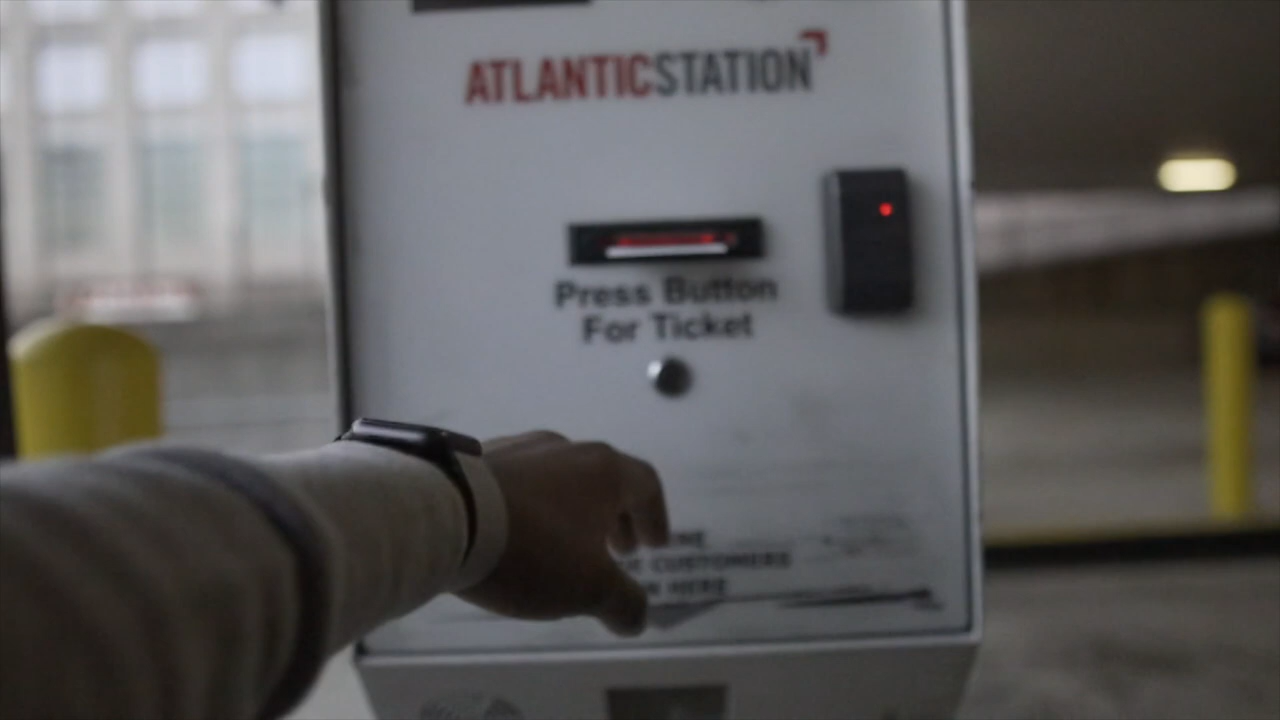 ATLANTICSTATION
Press Button
For Ticket
CUSTOMERS
HERE